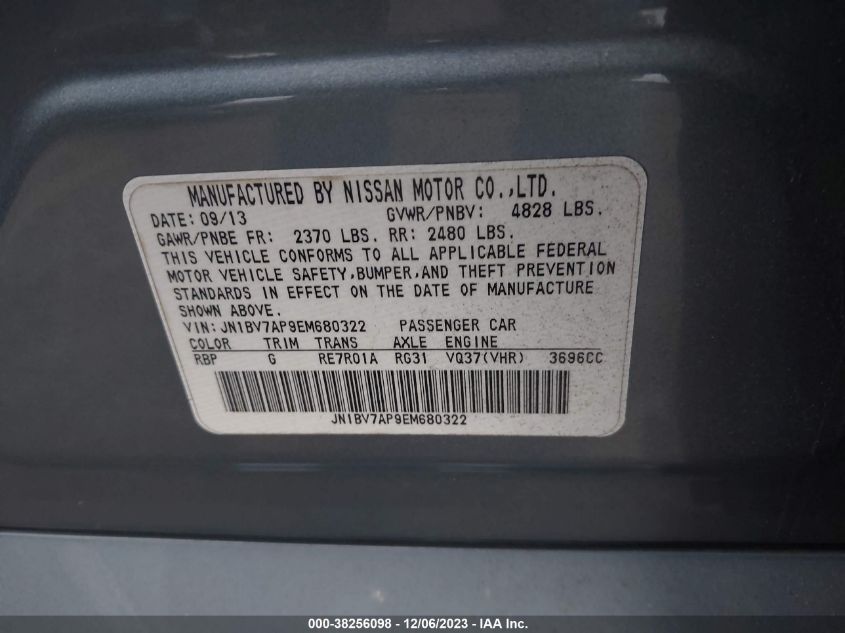 MANUFACTURED BY NISSAN MOTOR CO.,LTD.
DATE: 09/13 GVWR/PNBV: 4828 LBS.
GAWR/PNBE FR: 2370 LBS. RR: 2480 LBS.
THIS VEHICLE CONFORMS TO ALL APPLICABLE FEDERAL
MOTOR VEHICLE SAFETY,BUMPER,AND THEFT PREVENTION
STANDARDS IN EFFECT ON THE DATE OF MANUFACTURE
SHOWN ABOVE.
VIN: JN1BV7AP9EM680322 PASSENGER CAR
COLOR TRIM TRANS AXLE ENGINE
RBP G RE7R01A RG31 VQ37(VHR) 3696CC
JN1BV7AP9EM680322
000-38256098 - 12/06/2023 - IAA Inc.